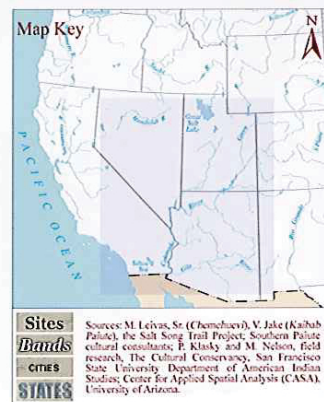 Map Key
N
Great
Salt
Lake
PACIFIC OCEAN
Rio Grande
Sites
Bands
CITIES
STATES
Sources: M. Leivas, Sr. (Chemehuevi), V. Jake (Kaibab
Paiute), the Salt Song Trail Project; Southern Paiute
cultural consultants; P. Klasky and M. Nelson, field
research, The Cultural Conservancy, San Francisco
State University Department of American Indian
Studies; Center for Applied Spatial Analysis (CASA),
University of Arizona.